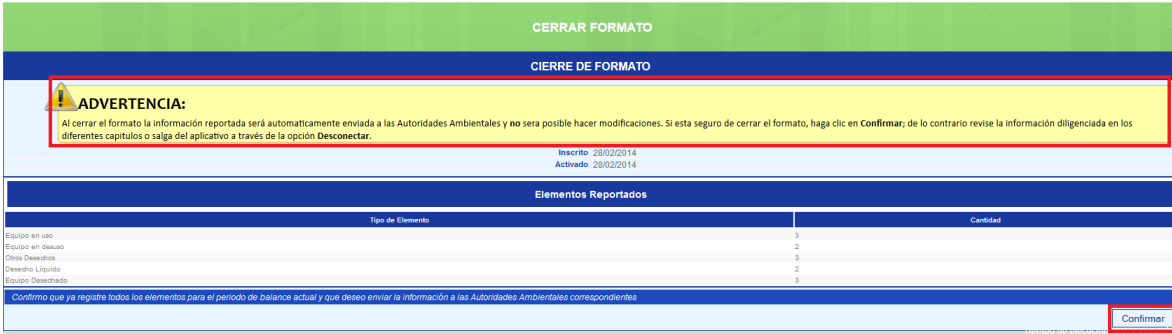 CERRAR FORMATO
CIERRE DE FORMATO
ADVERTENCIA:
Al cerrar el formato la información reportada será automaticamente enviada a las Autoridades Ambientales y no sera posible hacer modificaciones. Si esta seguro de cerrar el formato, haga clic en Confirmar; de lo contrario revise la información diligenciada en los
diferentes capitulos o salga del aplicativo a través de la opción Desconectar.
Inscrito 28/02/2014
Activado 28/02/2014
Elementos Reportados
Tipo de Elemento Cantidad
Equipo en uso 3
Equipo en desuso 2
Otros Desechos 3
Desecho Líquido 2
Equipo Desechado 3
Confirmo que ya registre todos los elementos para el periodo de balance actual y que deseo enviar la información a las Autoridades Ambientales correspondientes
Confirmar